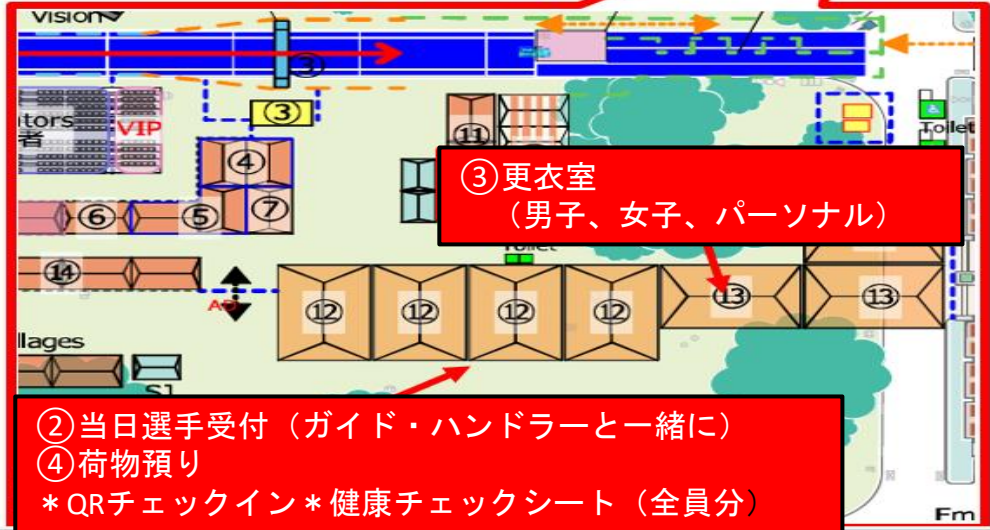 Vision
③
tors
者
VIP
③
④
⑪
Toilet
③更衣室
（男子、女子、パーソナル）
⑥
⑤
⑦
Toilet
⑭
AD
⑫
⑫
⑫
⑫
⑬
⑬
llages
②当日選手受付（ガイド・ハンドラーと一緒に）
④荷物預り
＊QRチェックイン＊健康チェックシート（全員分）
Fm